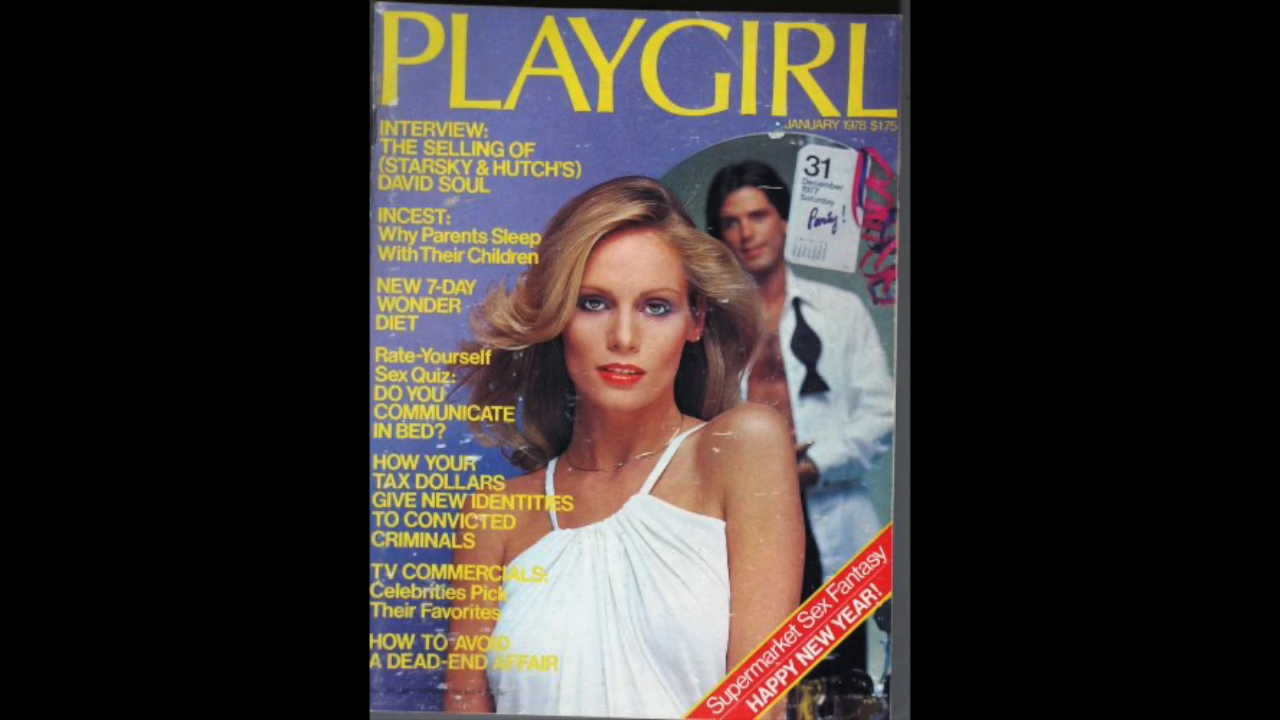 PLAYGIRL
JANUARY 1978 $1.75
INTERVIEW:
THE SELLING OF
(STARSKY & HUTCH'S)
DAVID SOUL
INCEST:
Why Parents Sleep
With Their Children
NEW 7-DAY
WONDER
DIET
Rate-Yourself
Sex Quiz:
DO YOU
COMMUNICATE
IN BED?
HOW YOUR
TAX DOLLARS
GIVE NEW IDENTITIES
TO CONVICTED
CRIMINALS
TV COMMERCIALS:
Celebrities Pick
Their Favorites
HOW TO AVOID
A DEAD-END AFFAIR
31
December
1977
Saturday
Party!
Supermarket Sex Fantasy
HAPPY NEW YEAR!